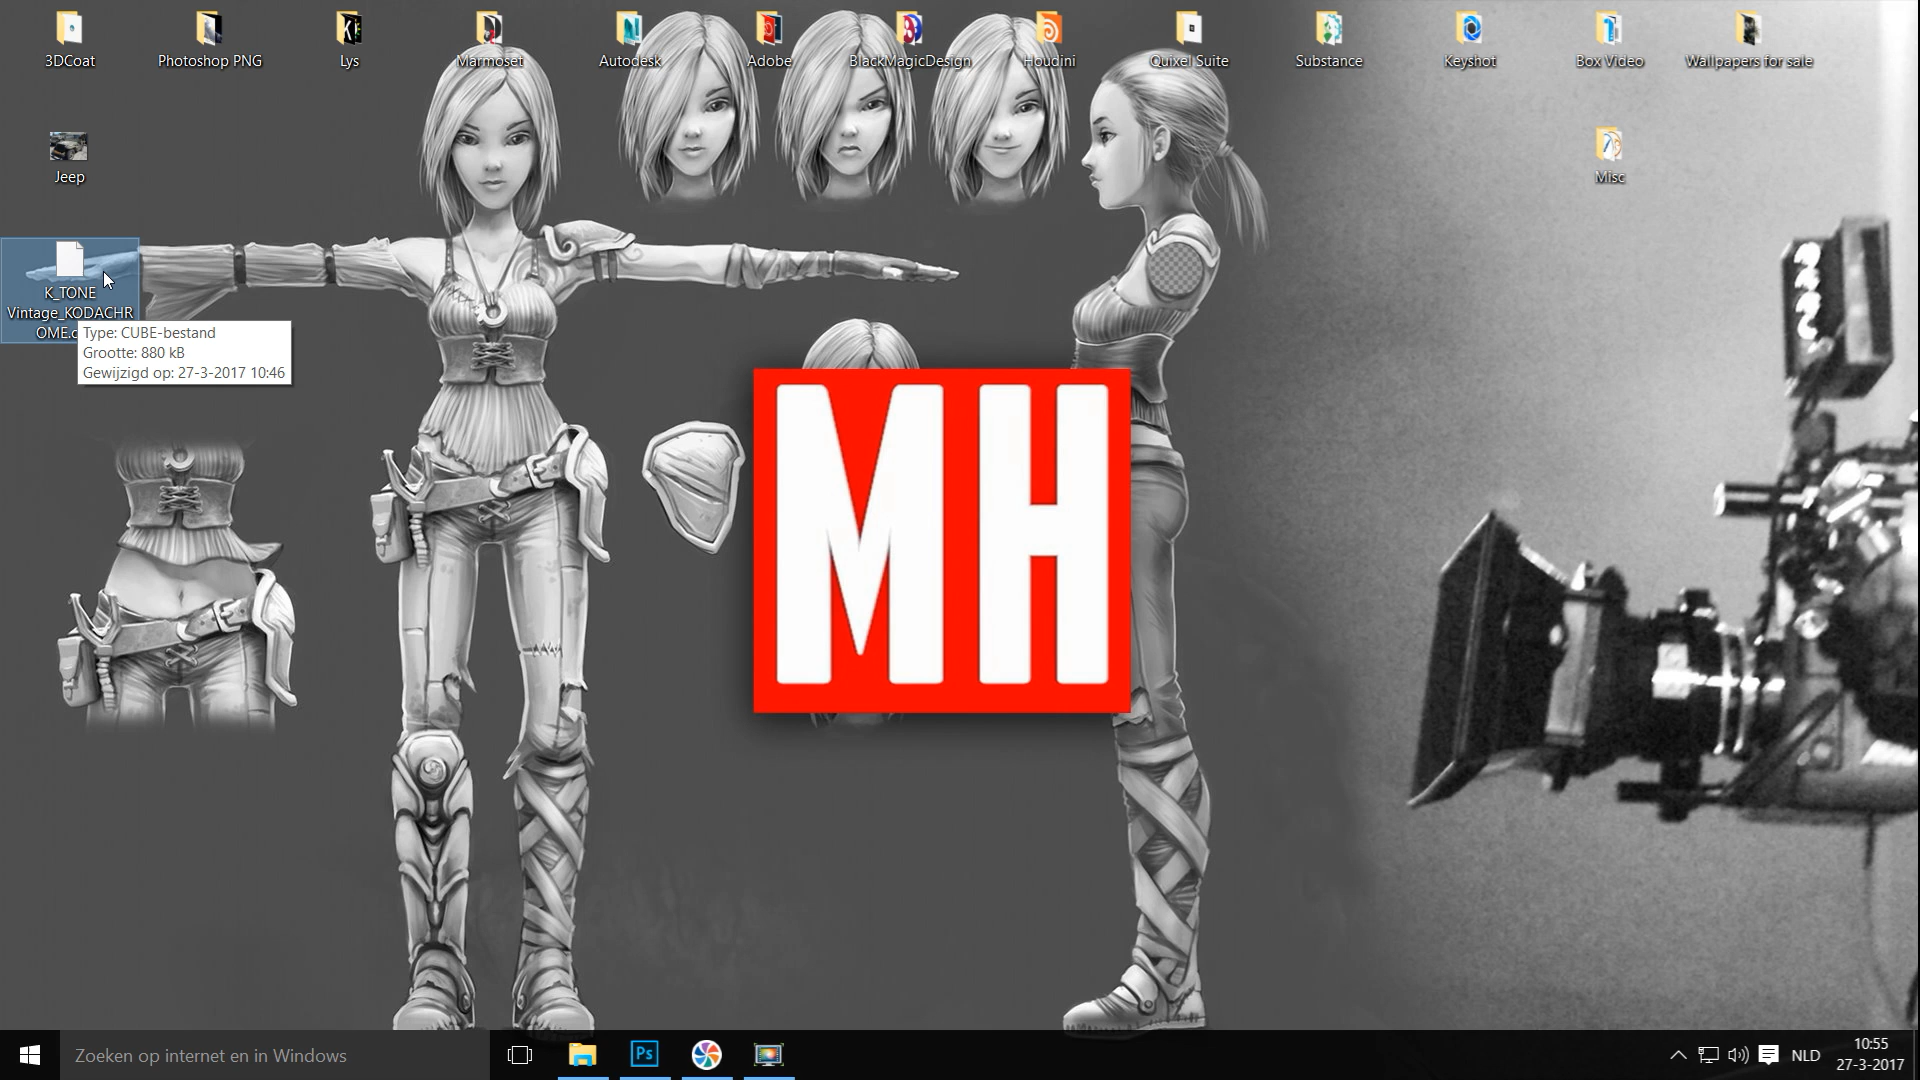 3DCoat
Photoshop PNG
Lys
Marmoset
Autodesk
Adobe
BlackMagicDesign
Houdini
Quixel Suite
Substance
Keyshot
Box Video
Wallpapers for sale
Jeep
Misc
K_TONE
Vintage_KODACHR
OME.c
Type: CUBE-bestand
Grootte: 880 kB
Gewijzigd op: 27-3-2017 10:46
MH
Zoeken op internet en in Windows
Ps
NLD
10:55
27-3-2017